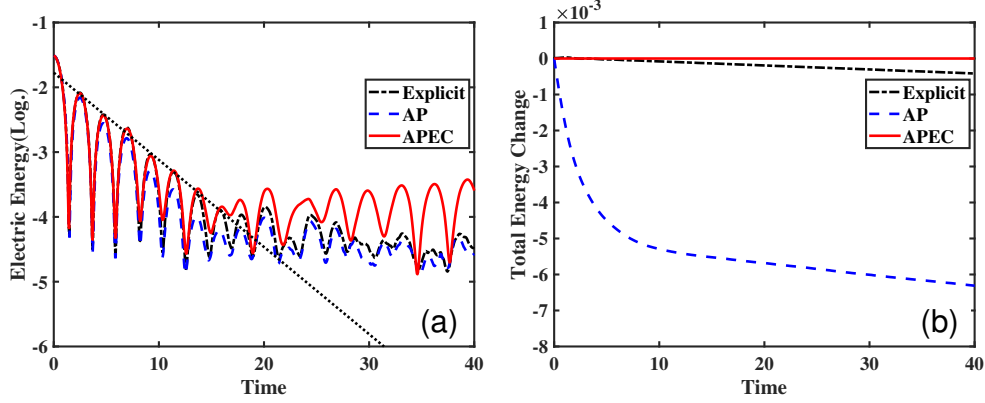 -1
-2
-3
-4
-5
-6
0
10
20
30
40
Electric Energy(Log.)
Time
Explicit
AP
APEC
(a)
×10⁻³
1
0
-1
-2
-3
-4
-5
-6
-7
-8
0
10
20
30
40
Total Energy Change
Time
Explicit
AP
APEC
(b)